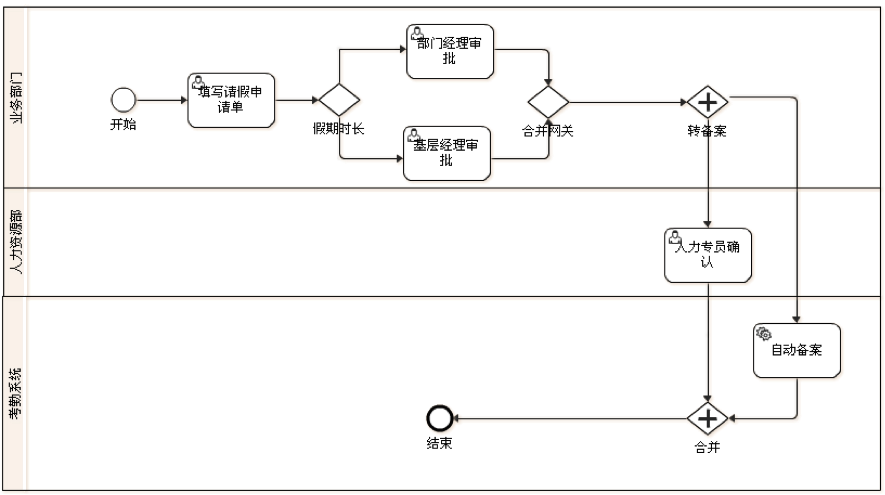 业务部门
开始
填写请假申
请单
假期时长
部门经理审
批
基层经理审
批
合并网关
转备案
人力资源部
人力专员确
认
考勤系统
自动备案
结束
合并